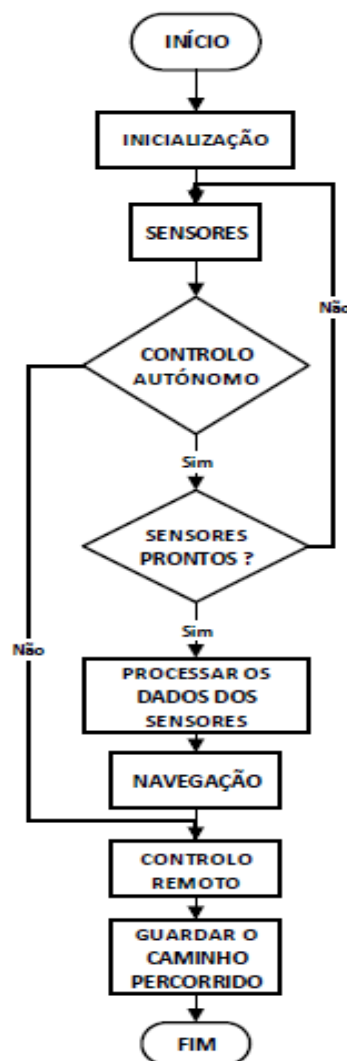 INÍCIO
INICIALIZAÇÃO
SENSORES
Não
CONTROLO
AUTÓNOMO
Sim
SENSORES
PRONTOS ?
Sim
Não
PROCESSAR OS
DADOS DOS
SENSORES
NAVEGAÇÃO
CONTROLO
REMOTO
GUARDAR O
CAMINHO
PERCORRIDO
FIM